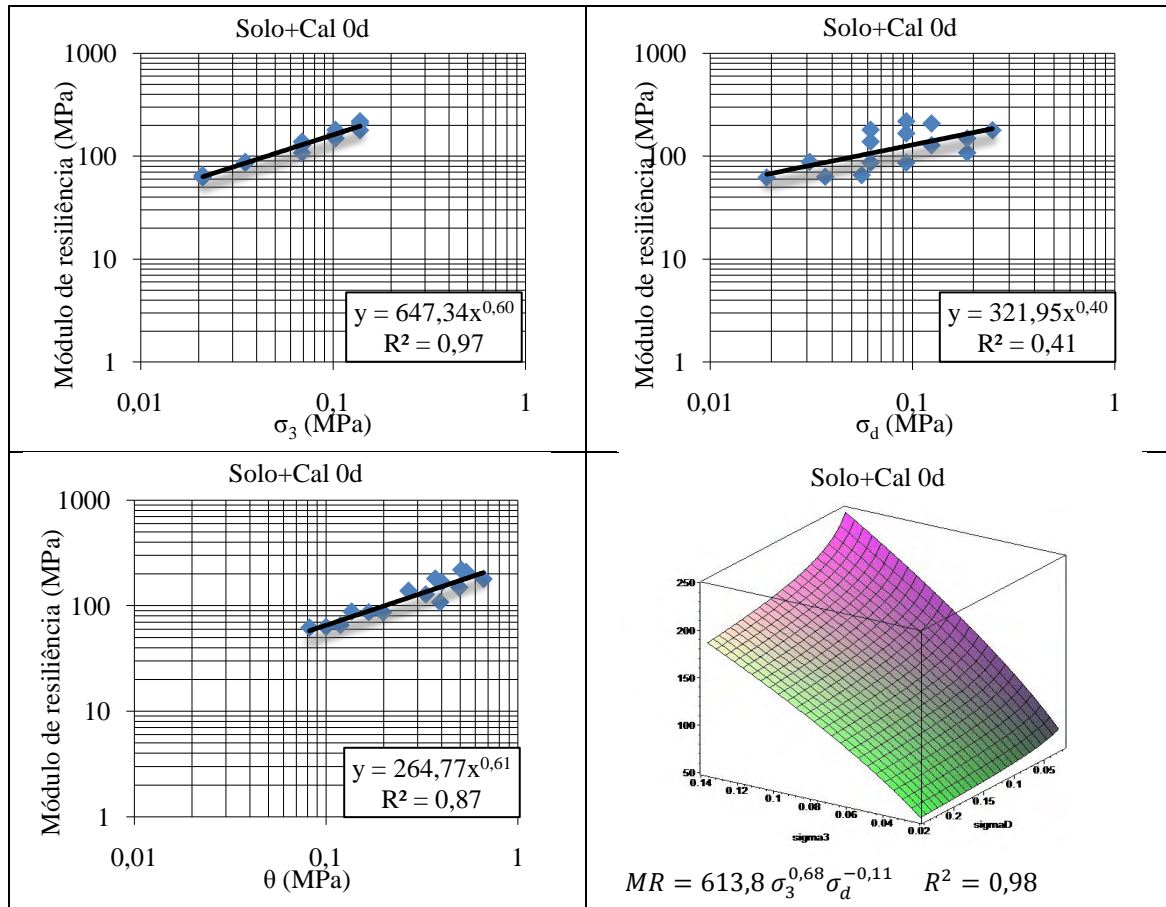 Solo+Cal 0d
Módulo de resiliência (MPa)
1000
100
10
1
0,01
0,1
1
σ₃ (MPa)
y = 647,34x^0,60
R² = 0,97
Solo+Cal 0d
Módulo de resiliência (MPa)
1000
100
10
1
0,01
0,1
1
σ_d (MPa)
y = 321,95x^0,40
R² = 0,41
Solo+Cal 0d
Módulo de resiliência (MPa)
1000
100
10
1
0,01
0,1
1
θ (MPa)
y = 264,77x^0,61
R² = 0,87
Solo+Cal 0d
250
200
150
100
50
0.14
0.12
0.1
0.08
0.06
0.04
0.02
sigma3
0.2
0.15
0.1
0.05
sigmaD
MR = 613,8 σ₃^0,68 σ_d^−0,11 R² = 0,98